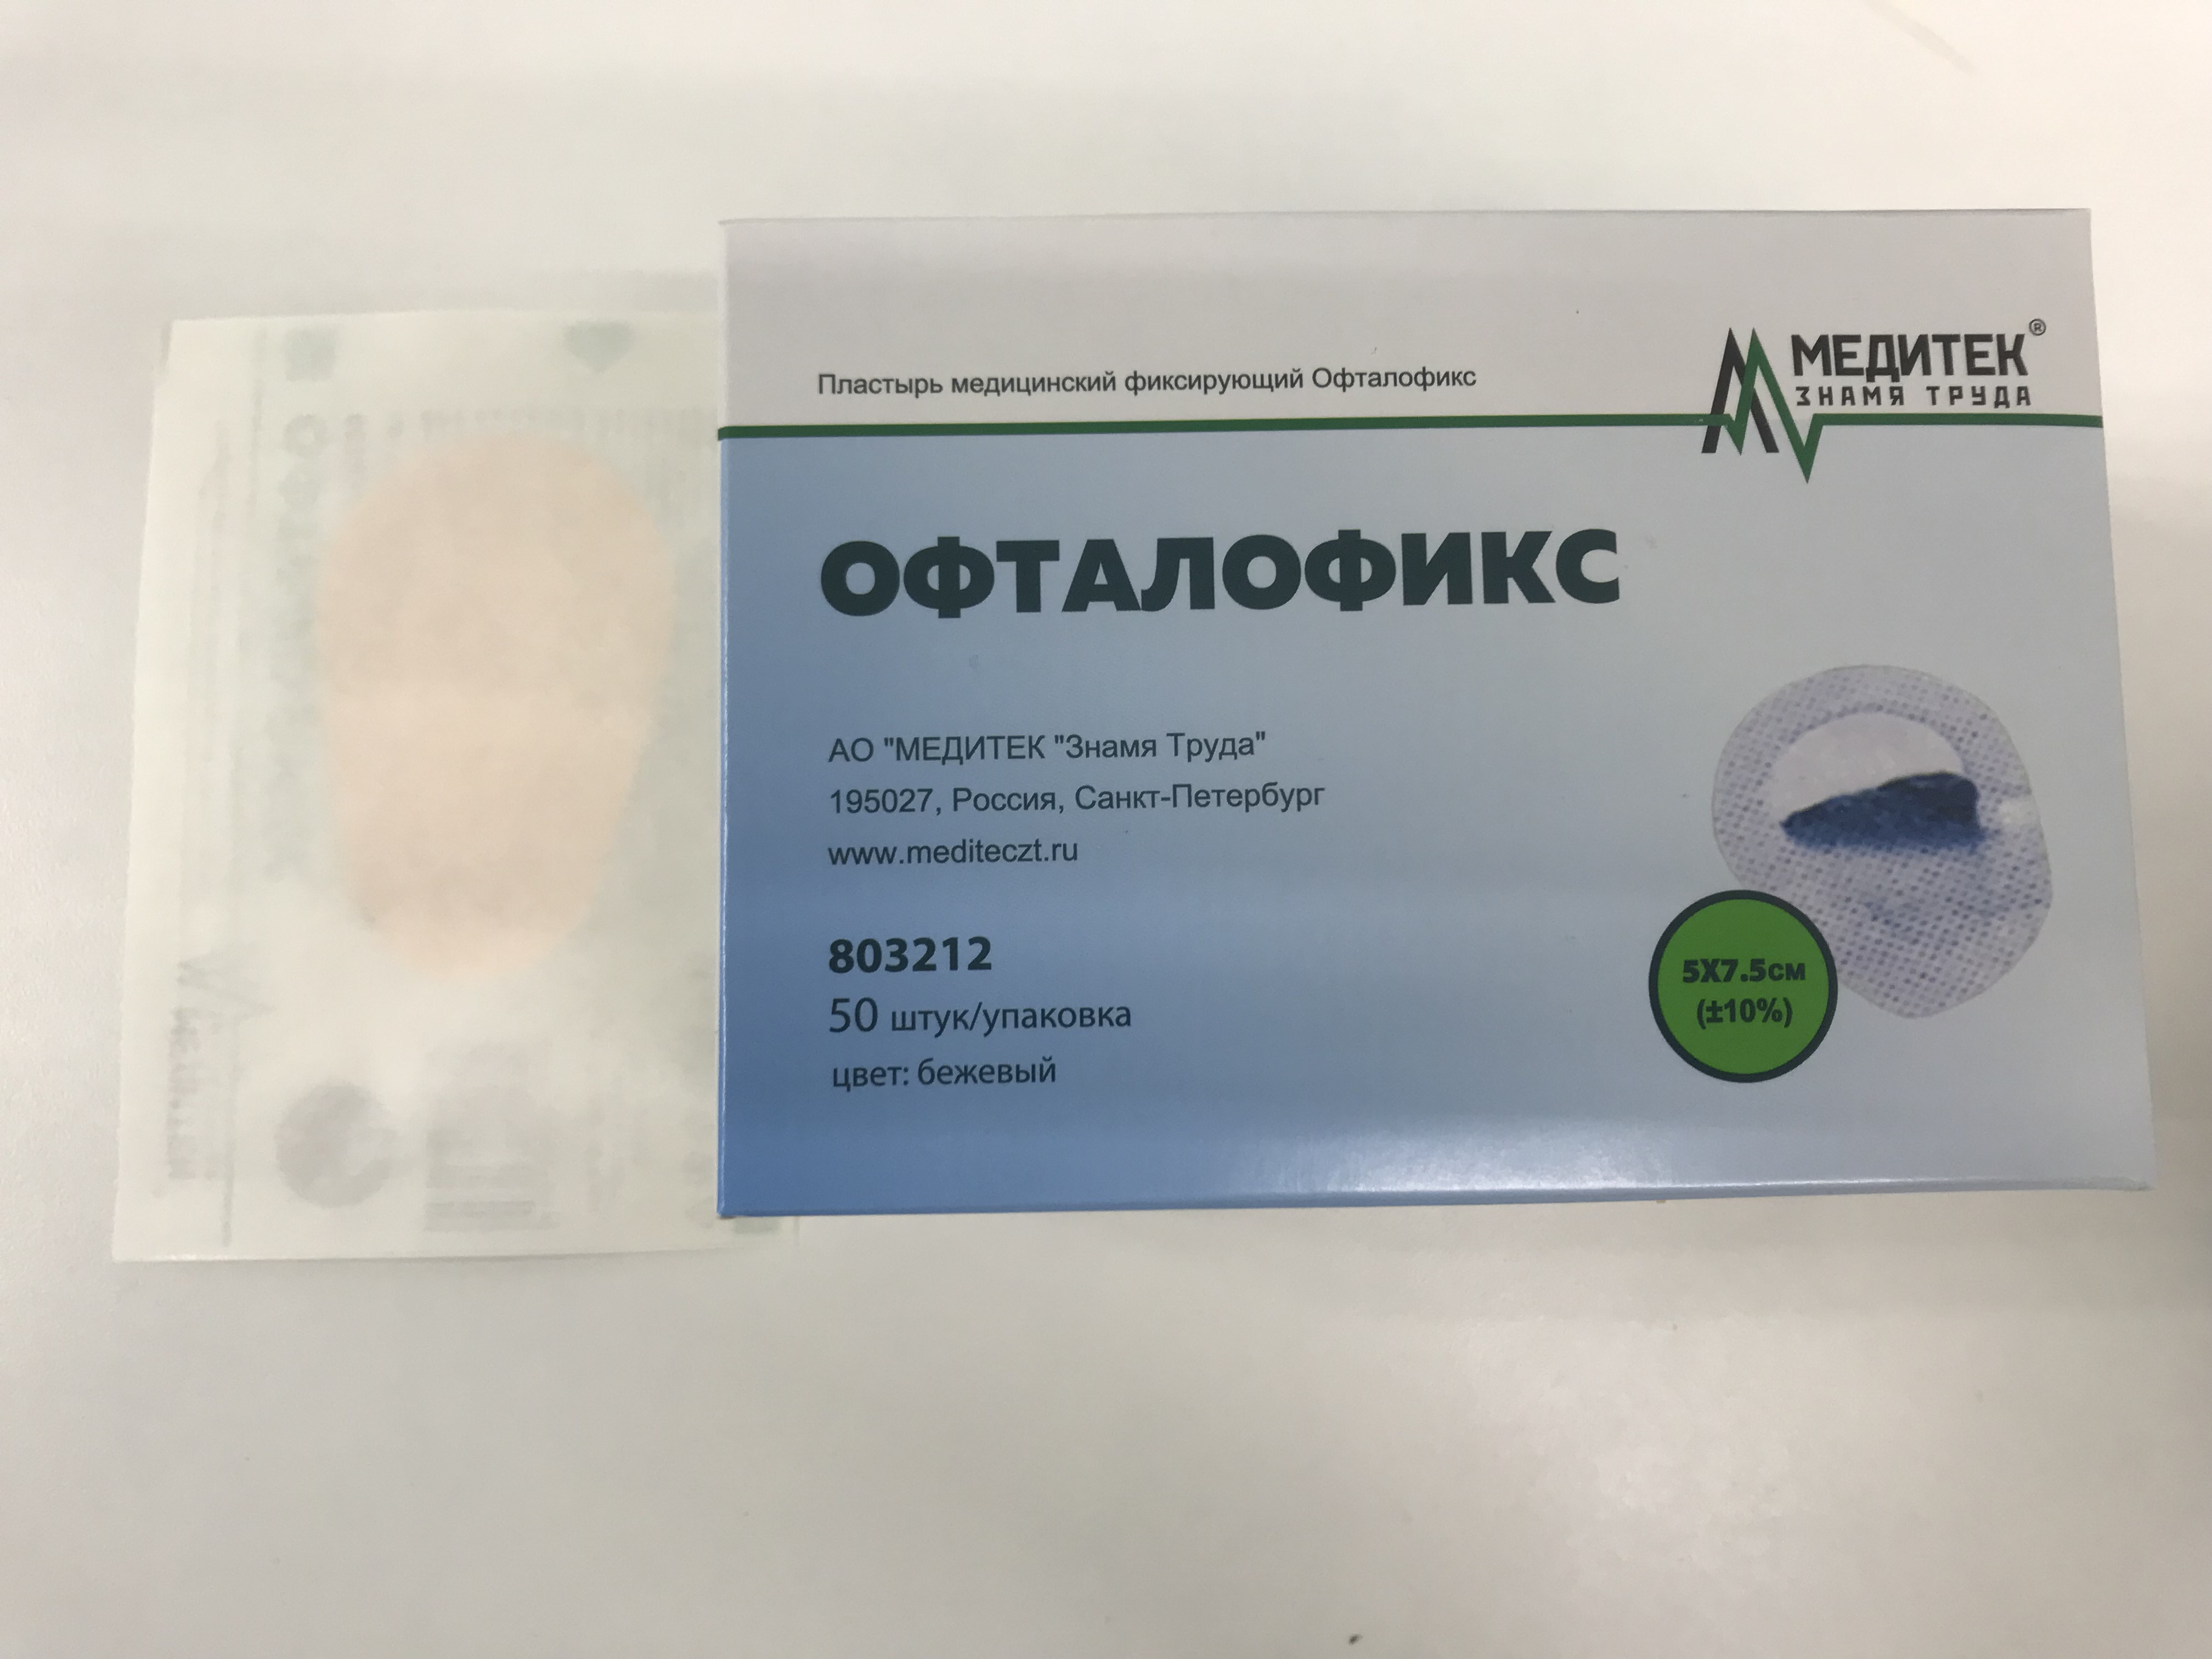 Пластырь медицинский фиксирующий Офталофикс
МЕДИТЕК®
ЗНАМЯ ТРУДА
ОФТАЛОФИКС
АО "МЕДИТЕК "Знамя Труда"
195027, Россия, Санкт-Петербург
www.mediteczt.ru
803212
50 штук/упаковка
цвет: бежевый
5X7.5см
(±10%)